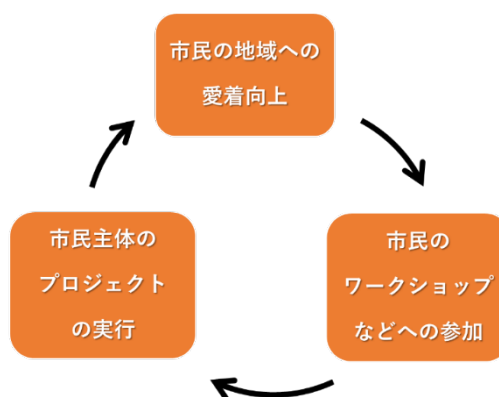 市民の地域への
愛着向上
市民の
ワークショップ
などへの参加
市民主体の
プロジェクト
の実行